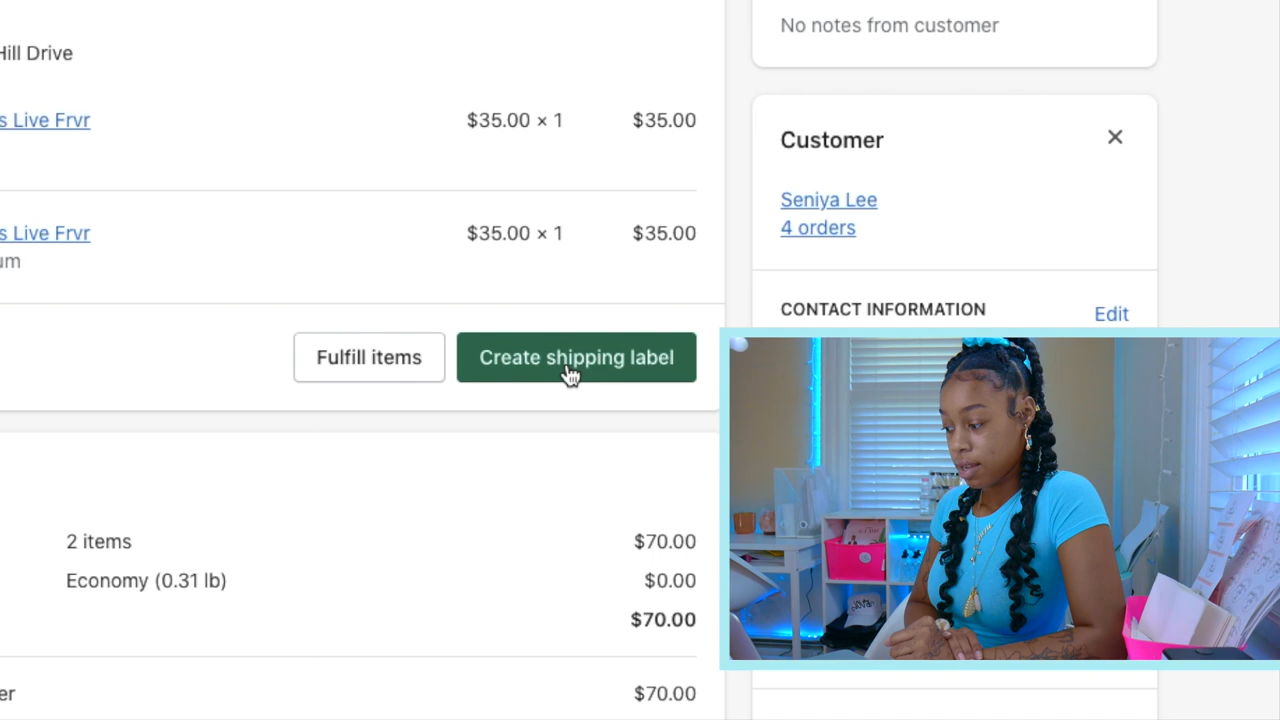 No notes from customer
Hill Drive
s Live Frvr
$35.00 × 1
$35.00
Customer
Seniya Lee
4 orders
s Live Frvr
$35.00 × 1
$35.00
um
CONTACT INFORMATION
Edit
Fulfill items
Create shipping label
2 items
$70.00
Economy (0.31 lb)
$0.00
$70.00
er
$70.00